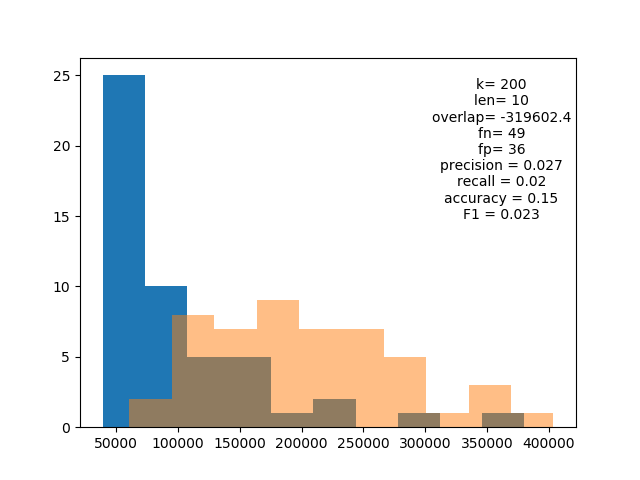 k= 200
len= 10
overlap= -319602.4
fn= 49
fp= 36
precision = 0.027
recall = 0.02
accuracy = 0.15
F1 = 0.023
25
20
15
10
5
0
50000 100000 150000 200000 250000 300000 350000 400000